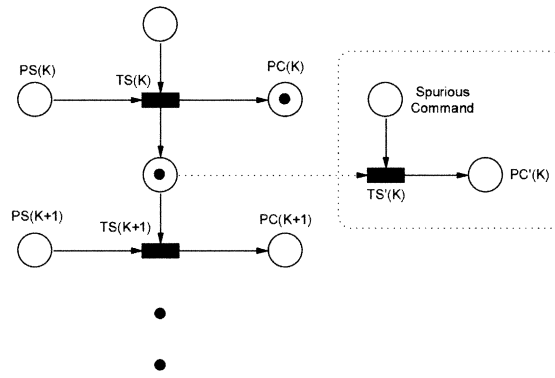 PS(K)
TS(K)
PC(K)
Spurious
Command
TS'(K)
PC'(K)
PS(K+1)
TS(K+1)
PC(K+1)